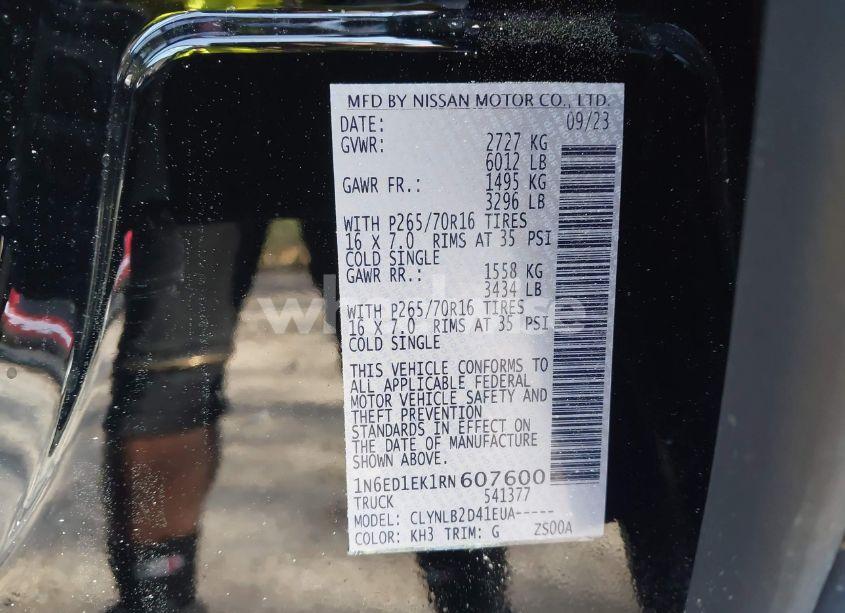 MFD BY NISSAN MOTOR CO., LTD.
DATE: 09/23
GVWR: 2727 KG
6012 LB
GAWR FR.: 1495 KG
3296 LB
WITH P265/70R16 TIRES
16 X 7.0 RIMS AT 35 PSI
COLD SINGLE
GAWR RR.: 1558 KG
3434 LB
WITH P265/70R16 TIRES
16 X 7.0 RIMS AT 35 PSI
COLD SINGLE
THIS VEHICLE CONFORMS TO
ALL APPLICABLE FEDERAL
MOTOR VEHICLE SAFETY AND
THEFT PREVENTION
STANDARDS IN EFFECT ON
THE DATE OF MANUFACTURE
SHOWN ABOVE.
1N6ED1EK1RN607600
TRUCK 541377
MODEL: CLYNLB2D41EUA-----
COLOR: KH3 TRIM: G ZS00A